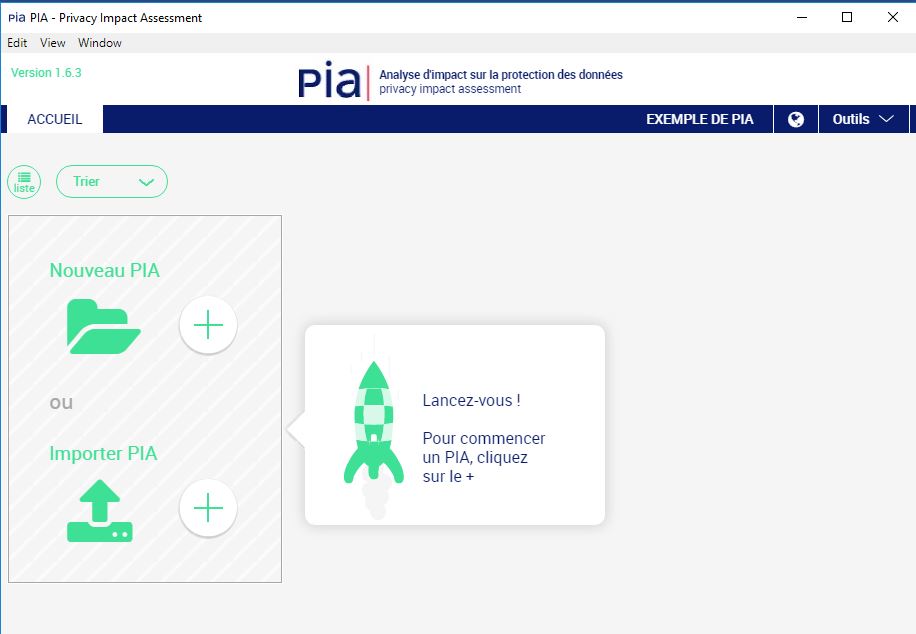 pia PIA - Privacy Impact Assessment
Edit View Window
Version 1.6.3
pia
Analyse d'impact sur la protection des données
privacy impact assessment
ACCUEIL
EXEMPLE DE PIA
Outils
liste
Trier
Nouveau PIA
ou
Importer PIA
Lancez-vous !
Pour commencer
un PIA, cliquez
sur le +